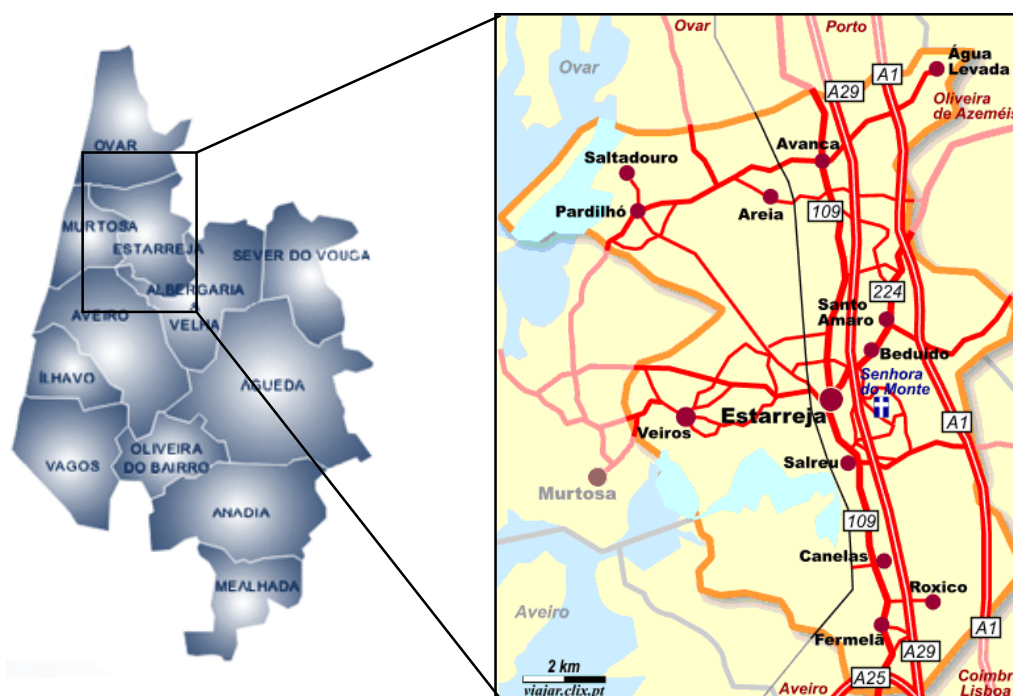 OVAR
MURTOSA
ESTARREJA
SEVER DO VOUGA
ALBERGARIA
A
VELHA
AVEIRO
ÍLHAVO
ÁGUEDA
OLIVEIRA
DO BAIRRO
VAGOS
ANADIA
MEALHADA
Ovar
Porto
Água
Levada
A1
A29
Ovar
Oliveira
de Azeméis
Avanca
Saltadouro
Pardilhó
Areia
109
224
Santo
Amaro
Beduído
Senhora
do Monte
Estarreja
A1
Veiros
Salreu
Murtosa
109
Canelas
Roxico
Aveiro
Fermelã
A1
A29
2 km
A25
viajar.clix.pt
Aveiro
Coimbr
Lisboa